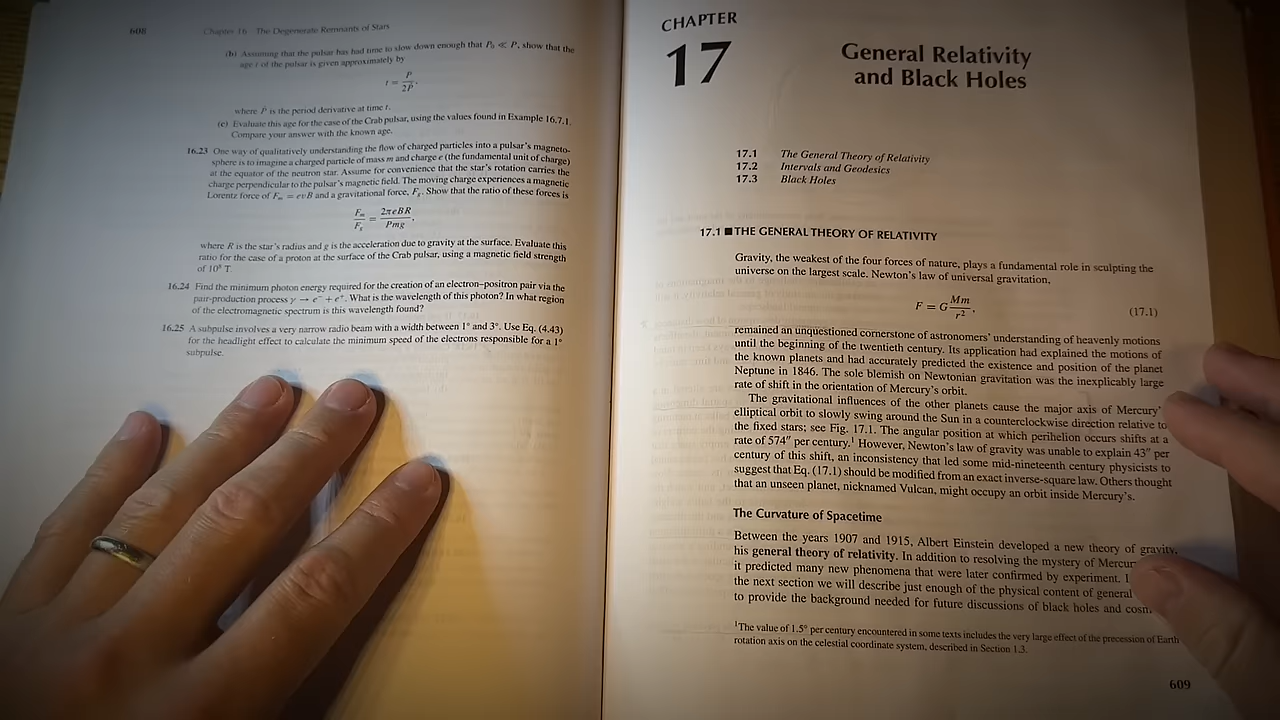 608 Chapter 16 The Degenerate Remnants of Stars
(b) Assuming that the pulsar has had time to slow down enough that P₀ ≪ P, show that the
age t of the pulsar is given approximately by
t = P / 2Ṗ,
where Ṗ is the period derivative at time t.
(c) Evaluate this age for the case of the Crab pulsar, using the values found in Example 16.7.1.
Compare your answer with the known age.
16.23 One way of qualitatively understanding the flow of charged particles into a pulsar's magneto-
sphere is to imagine a charged particle of mass m and charge e (the fundamental unit of charge)
at the equator of the neutron star. Assume for convenience that the star's rotation carries the
charge perpendicular to the pulsar's magnetic field. The moving charge experiences a magnetic
Lorentz force of Fₘ = evB and a gravitational force, F_g. Show that the ratio of these forces is
Fₘ / F_g = 2πeBR / Pmg,
where R is the star's radius and g is the acceleration due to gravity at the surface. Evaluate this
ratio for the case of a proton at the surface of the Crab pulsar, using a magnetic field strength
of 10⁸ T.
16.24 Find the minimum photon energy required for the creation of an electron–positron pair via the
pair-production process γ → e⁻ + e⁺. What is the wavelength of this photon? In what region
of the electromagnetic spectrum is this wavelength found?
16.25 A subpulse involves a very narrow radio beam with a width between 1° and 3°. Use Eq. (4.43)
for the headlight effect to calculate the minimum speed of the electrons responsible for a 1°
subpulse.
CHAPTER
17
General Relativity
and Black Holes
17.1 The General Theory of Relativity
17.2 Intervals and Geodesics
17.3 Black Holes
17.1 ■ THE GENERAL THEORY OF RELATIVITY
Gravity, the weakest of the four forces of nature, plays a fundamental role in sculpting the
universe on the largest scale. Newton's law of universal gravitation,
F = G Mm / r², (17.1)
remained an unquestioned cornerstone of astronomers' understanding of heavenly motions
until the beginning of the twentieth century. Its application had explained the motions of
the known planets and had accurately predicted the existence and position of the planet
Neptune in 1846. The sole blemish on Newtonian gravitation was the inexplicably large
rate of shift in the orientation of Mercury's orbit.
The gravitational influences of the other planets cause the major axis of Mercury'
elliptical orbit to slowly swing around the Sun in a counterclockwise direction relative to
the fixed stars; see Fig. 17.1. The angular position at which perihelion occurs shifts at a
rate of 574″ per century.¹ However, Newton's law of gravity was unable to explain 43″ per
century of this shift, an inconsistency that led some mid-nineteenth century physicists to
suggest that Eq. (17.1) should be modified from an exact inverse-square law. Others thought
that an unseen planet, nicknamed Vulcan, might occupy an orbit inside Mercury's.
The Curvature of Spacetime
Between the years 1907 and 1915, Albert Einstein developed a new theory of gravity,
his general theory of relativity. In addition to resolving the mystery of Mercur
it predicted many new phenomena that were later confirmed by experiment. I
the next section we will describe just enough of the physical content of general
to provide the background needed for future discussions of black holes and cosm
¹The value of 1.5° per century encountered in some texts includes the very large effect of the precession of Earth
rotation axis on the celestial coordinate system, described in Section 1.3.
609